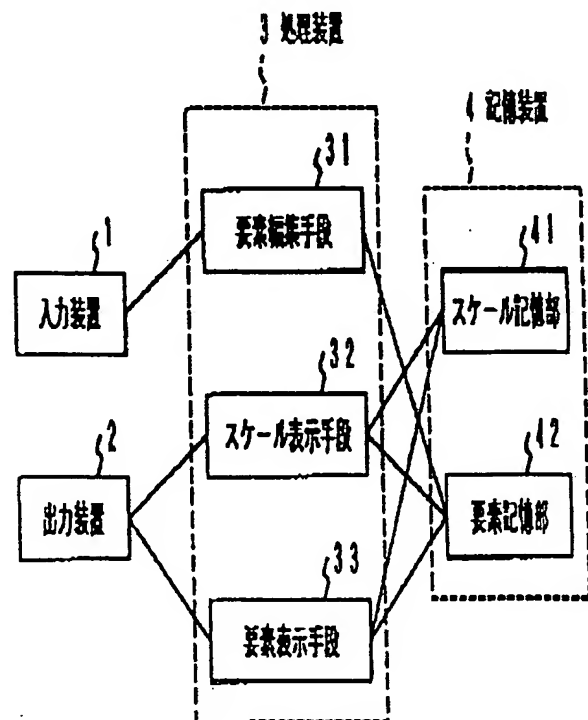 3 処理装置
4 記憶装置
31
要素編集手段
1
入力装置
41
スケール記憶部
32
スケール表示手段
2
出力装置
42
要素記憶部
33
要素表示手段